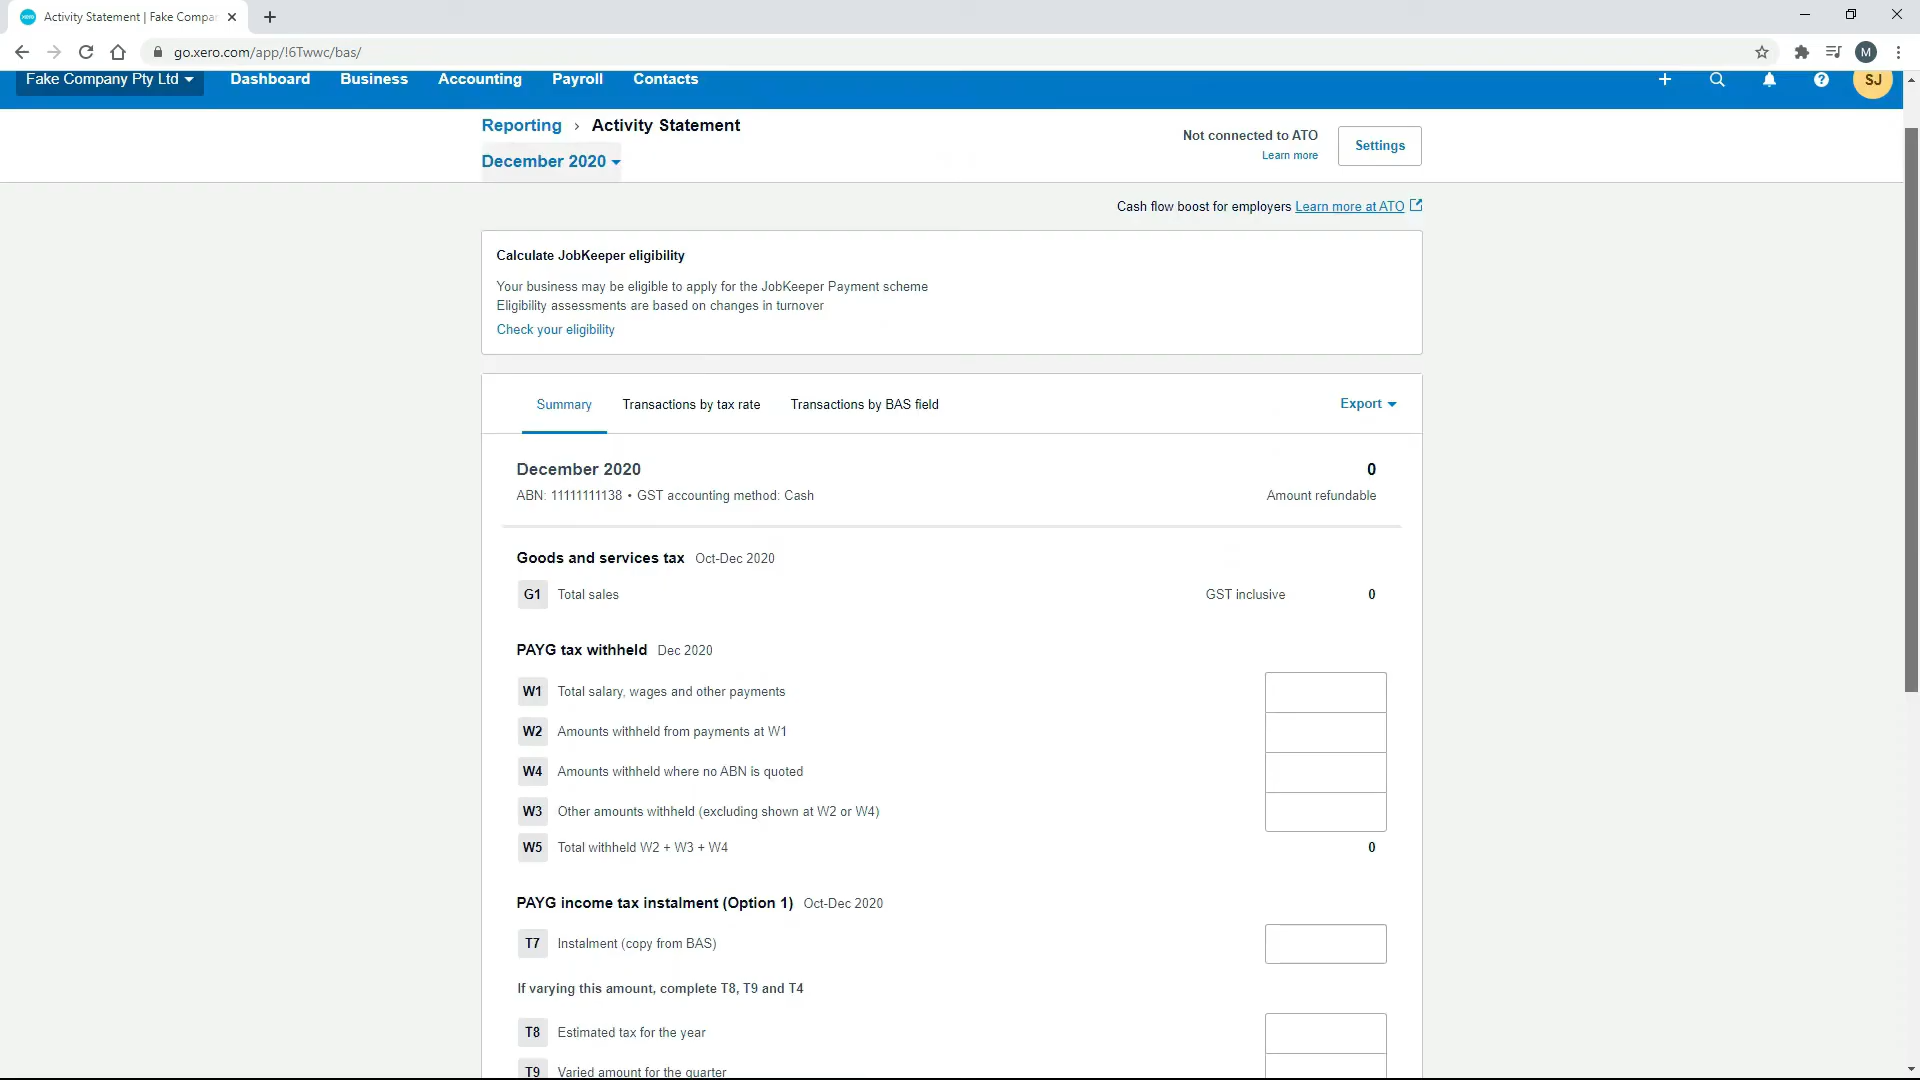 Activity Statement | Fake Compa
go.xero.com/app/!6Twwc/bas/
M
Fake Company Pty Ltd
Dashboard
Business
Accounting
Payroll
Contacts
SJ
Reporting › Activity Statement
December 2020
Not connected to ATO
Learn more
Settings
Cash flow boost for employers Learn more at ATO
Calculate JobKeeper eligibility
Your business may be eligible to apply for the JobKeeper Payment scheme
Eligibility assessments are based on changes in turnover
Check your eligibility
Summary
Transactions by tax rate
Transactions by BAS field
Export
December 2020
0
ABN: 11111111138 • GST accounting method: Cash
Amount refundable
Goods and services tax Oct-Dec 2020
G1 Total sales GST inclusive 0
PAYG tax withheld Dec 2020
W1 Total salary, wages and other payments
W2 Amounts withheld from payments at W1
W4 Amounts withheld where no ABN is quoted
W3 Other amounts withheld (excluding shown at W2 or W4)
W5 Total withheld W2 + W3 + W4 0
PAYG income tax instalment (Option 1) Oct-Dec 2020
T7 Instalment (copy from BAS)
If varying this amount, complete T8, T9 and T4
T8 Estimated tax for the year
T9 Varied amount for the quarter